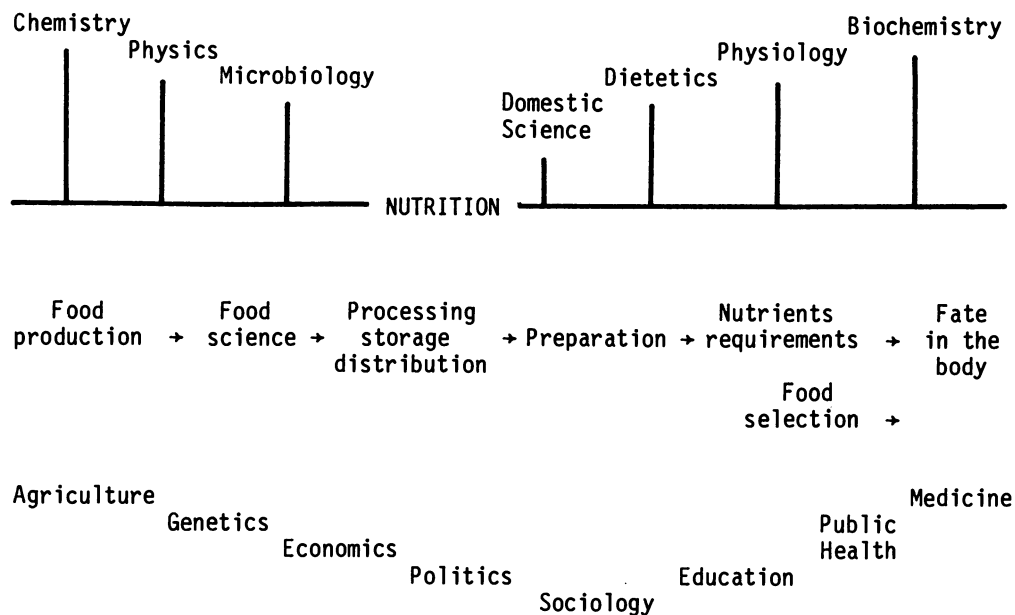 Chemistry
Physics
Microbiology
Domestic
Science
Dietetics
Physiology
Biochemistry
NUTRITION
Food
production →
Food
science →
Processing
storage
distribution
→ Preparation →
Nutrients
requirements →
Fate
in the
body
Food
selection →
Agriculture
Genetics
Economics
Politics
Sociology
Education
Public
Health
Medicine